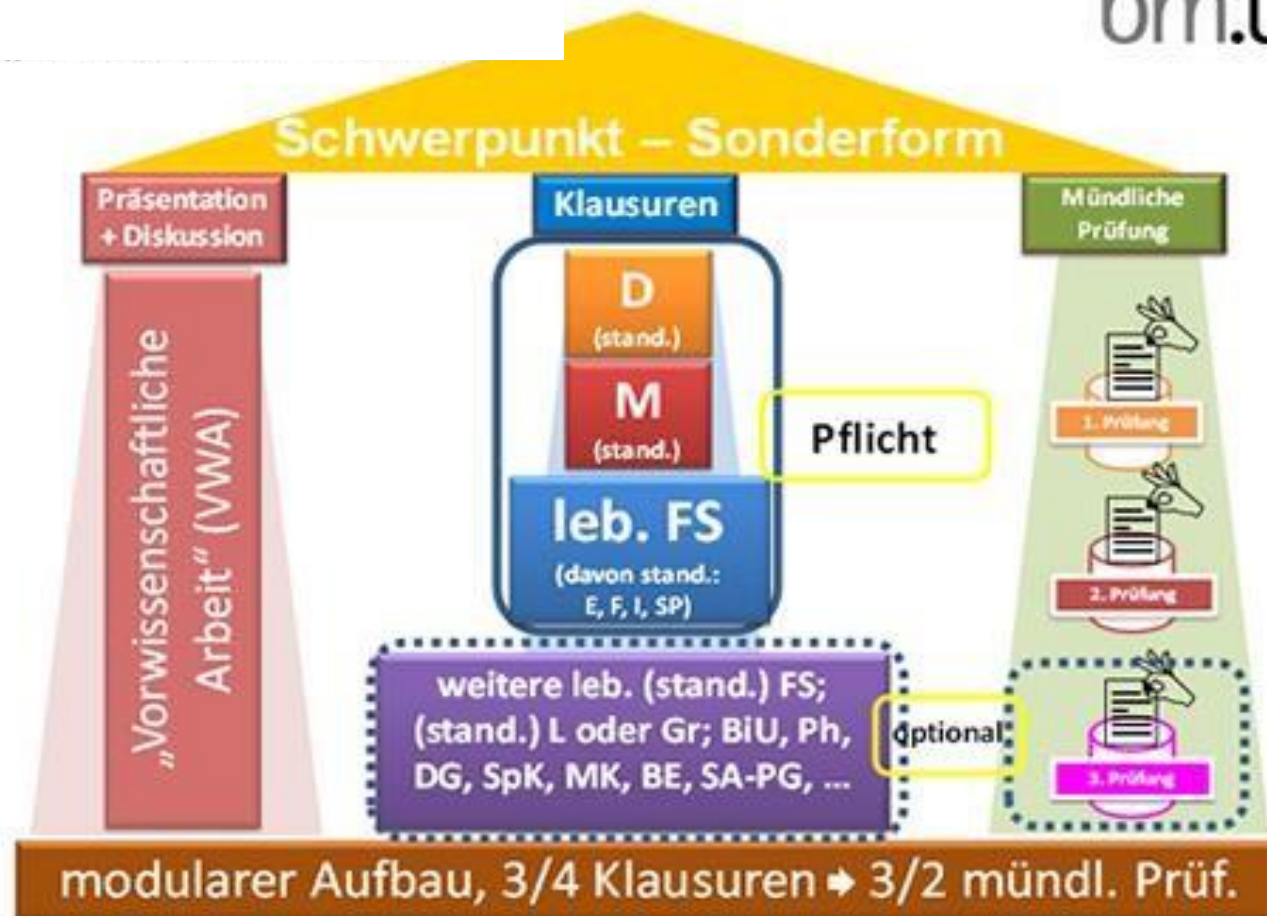 Schwerpunkt – Sonderform
Präsentation
+ Diskussion
„Vorwissenschaftliche
Arbeit“ (VWA)
Klausuren
D
(stand.)
M
(stand.)
leb. FS
(davon stand.:
E, F, I, SP)
Pflicht
weitere leb. (stand.) FS;
(stand.) L oder Gr; BiU, Ph,
DG, SpK, MK, BE, SA-PG, ...
optional
Mündliche
Prüfung
1. Prüfung
2. Prüfung
3. Prüfung
modularer Aufbau, 3/4 Klausuren → 3/2 mündl. Prüf.